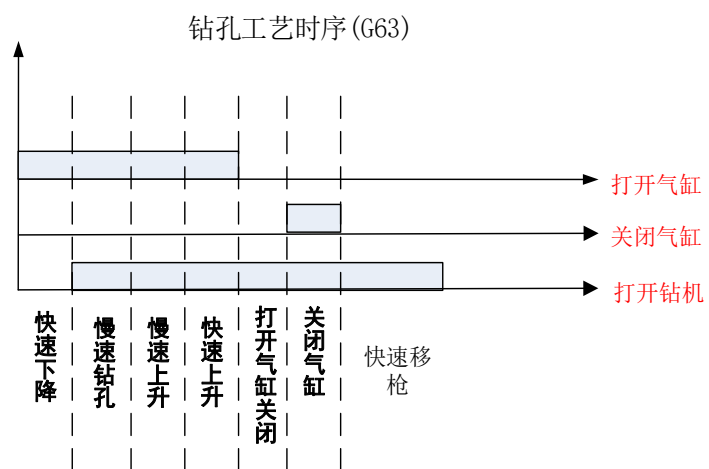 钻孔工艺时序(G63)
打开气缸
关闭气缸
打开钻机
快速下降
慢速钻孔
慢速上升
快速上升
打开气缸关闭
关闭气缸
快速移
枪